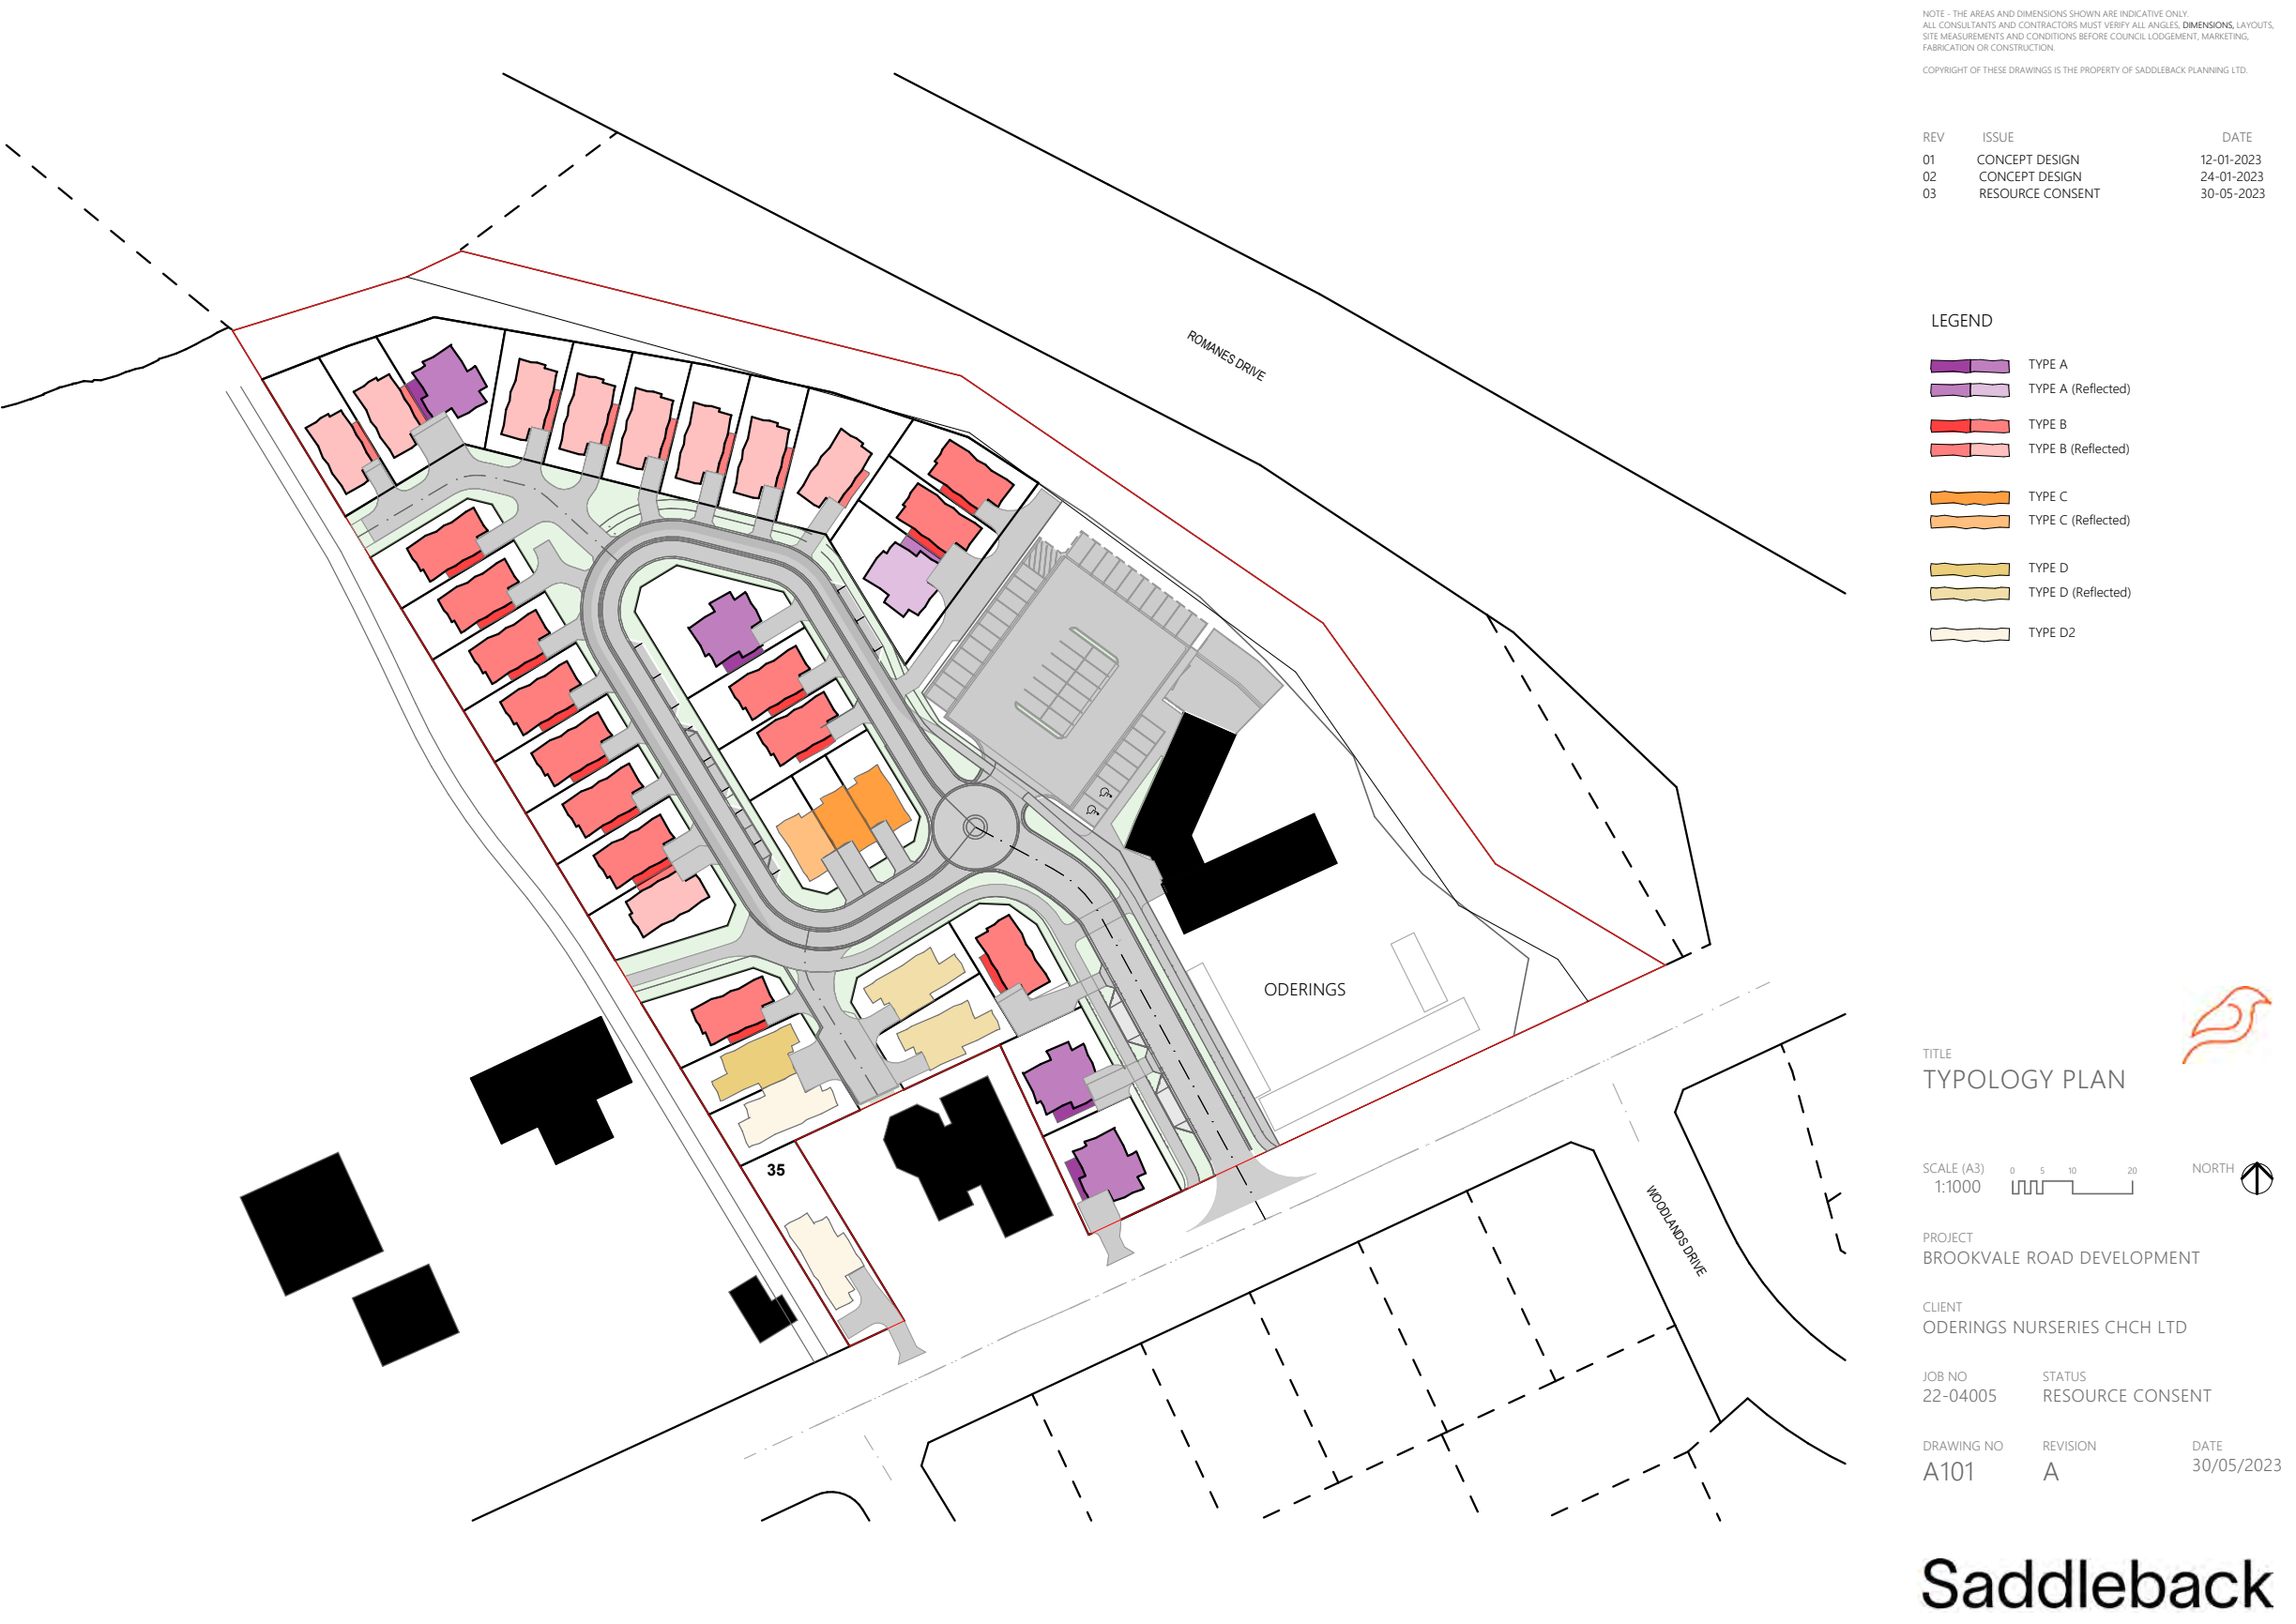 NOTE - THE AREAS AND DIMENSIONS SHOWN ARE INDICATIVE ONLY.
ALL CONSULTANTS AND CONTRACTORS MUST VERIFY ALL ANGLES, DIMENSIONS, LAYOUTS,
SITE MEASUREMENTS AND CONDITIONS BEFORE COUNCIL LODGEMENT, MARKETING,
FABRICATION OR CONSTRUCTION.
COPYRIGHT OF THESE DRAWINGS IS THE PROPERTY OF SADDLEBACK PLANNING LTD.
REV ISSUE DATE
01 CONCEPT DESIGN 12-01-2023
02 CONCEPT DESIGN 24-01-2023
03 RESOURCE CONSENT 30-05-2023
LEGEND
TYPE A
TYPE A (Reflected)
TYPE B
TYPE B (Reflected)
TYPE C
TYPE C (Reflected)
TYPE D
TYPE D (Reflected)
TYPE D2
ROMANES DRIVE
ODERINGS
35
WOODLANDS DRIVE
TITLE
TYPOLOGY PLAN
SCALE (A3) 0 5 10 20 NORTH
1:1000
PROJECT
BROOKVALE ROAD DEVELOPMENT
CLIENT
ODERINGS NURSERIES CHCH LTD
JOB NO STATUS
22-04005 RESOURCE CONSENT
DRAWING NO REVISION DATE
A101 A 30/05/2023
Saddleback